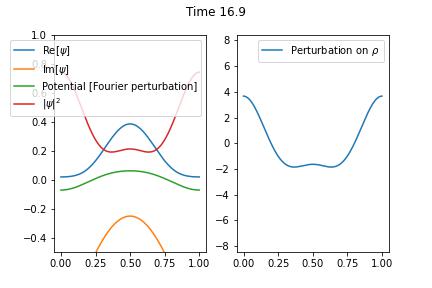 Time 16.9
1.0
0.8
0.6
0.4
0.2
0.0
−0.2
−0.4
Re[ψ]
Im[ψ]
Potential [Fourier perturbation]
|ψ|²
0.00 0.25 0.50 0.75 1.00
8
6
4
2
0
−2
−4
−6
−8
Perturbation on ρ
0.00 0.25 0.50 0.75 1.00